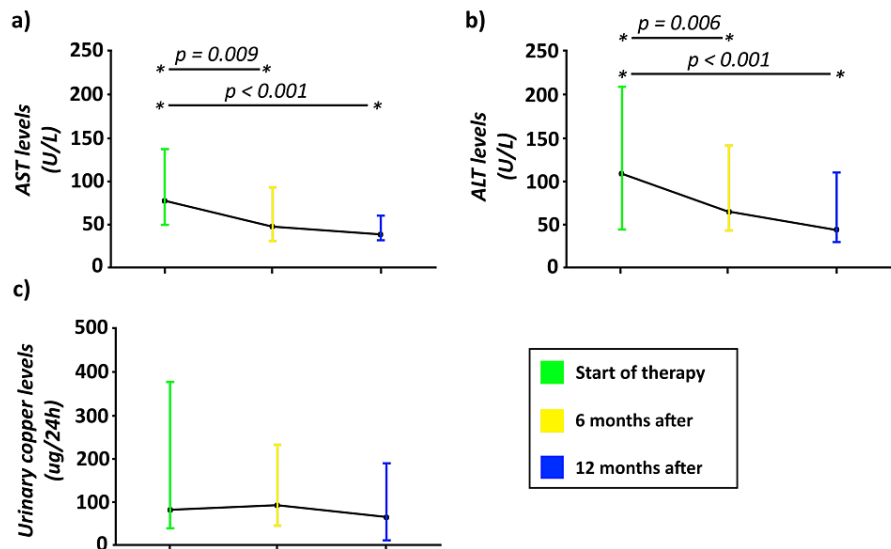 a)
AST levels
(U/L)
250
200
150
100
50
0
* p = 0.009 *
* p < 0.001 *
b)
ALT levels
(U/L)
250
200
150
100
50
0
* p = 0.006 *
* p < 0.001 *
c)
Urinary copper levels
(ug/24h)
500
400
300
200
100
0
Start of therapy
6 months after
12 months after